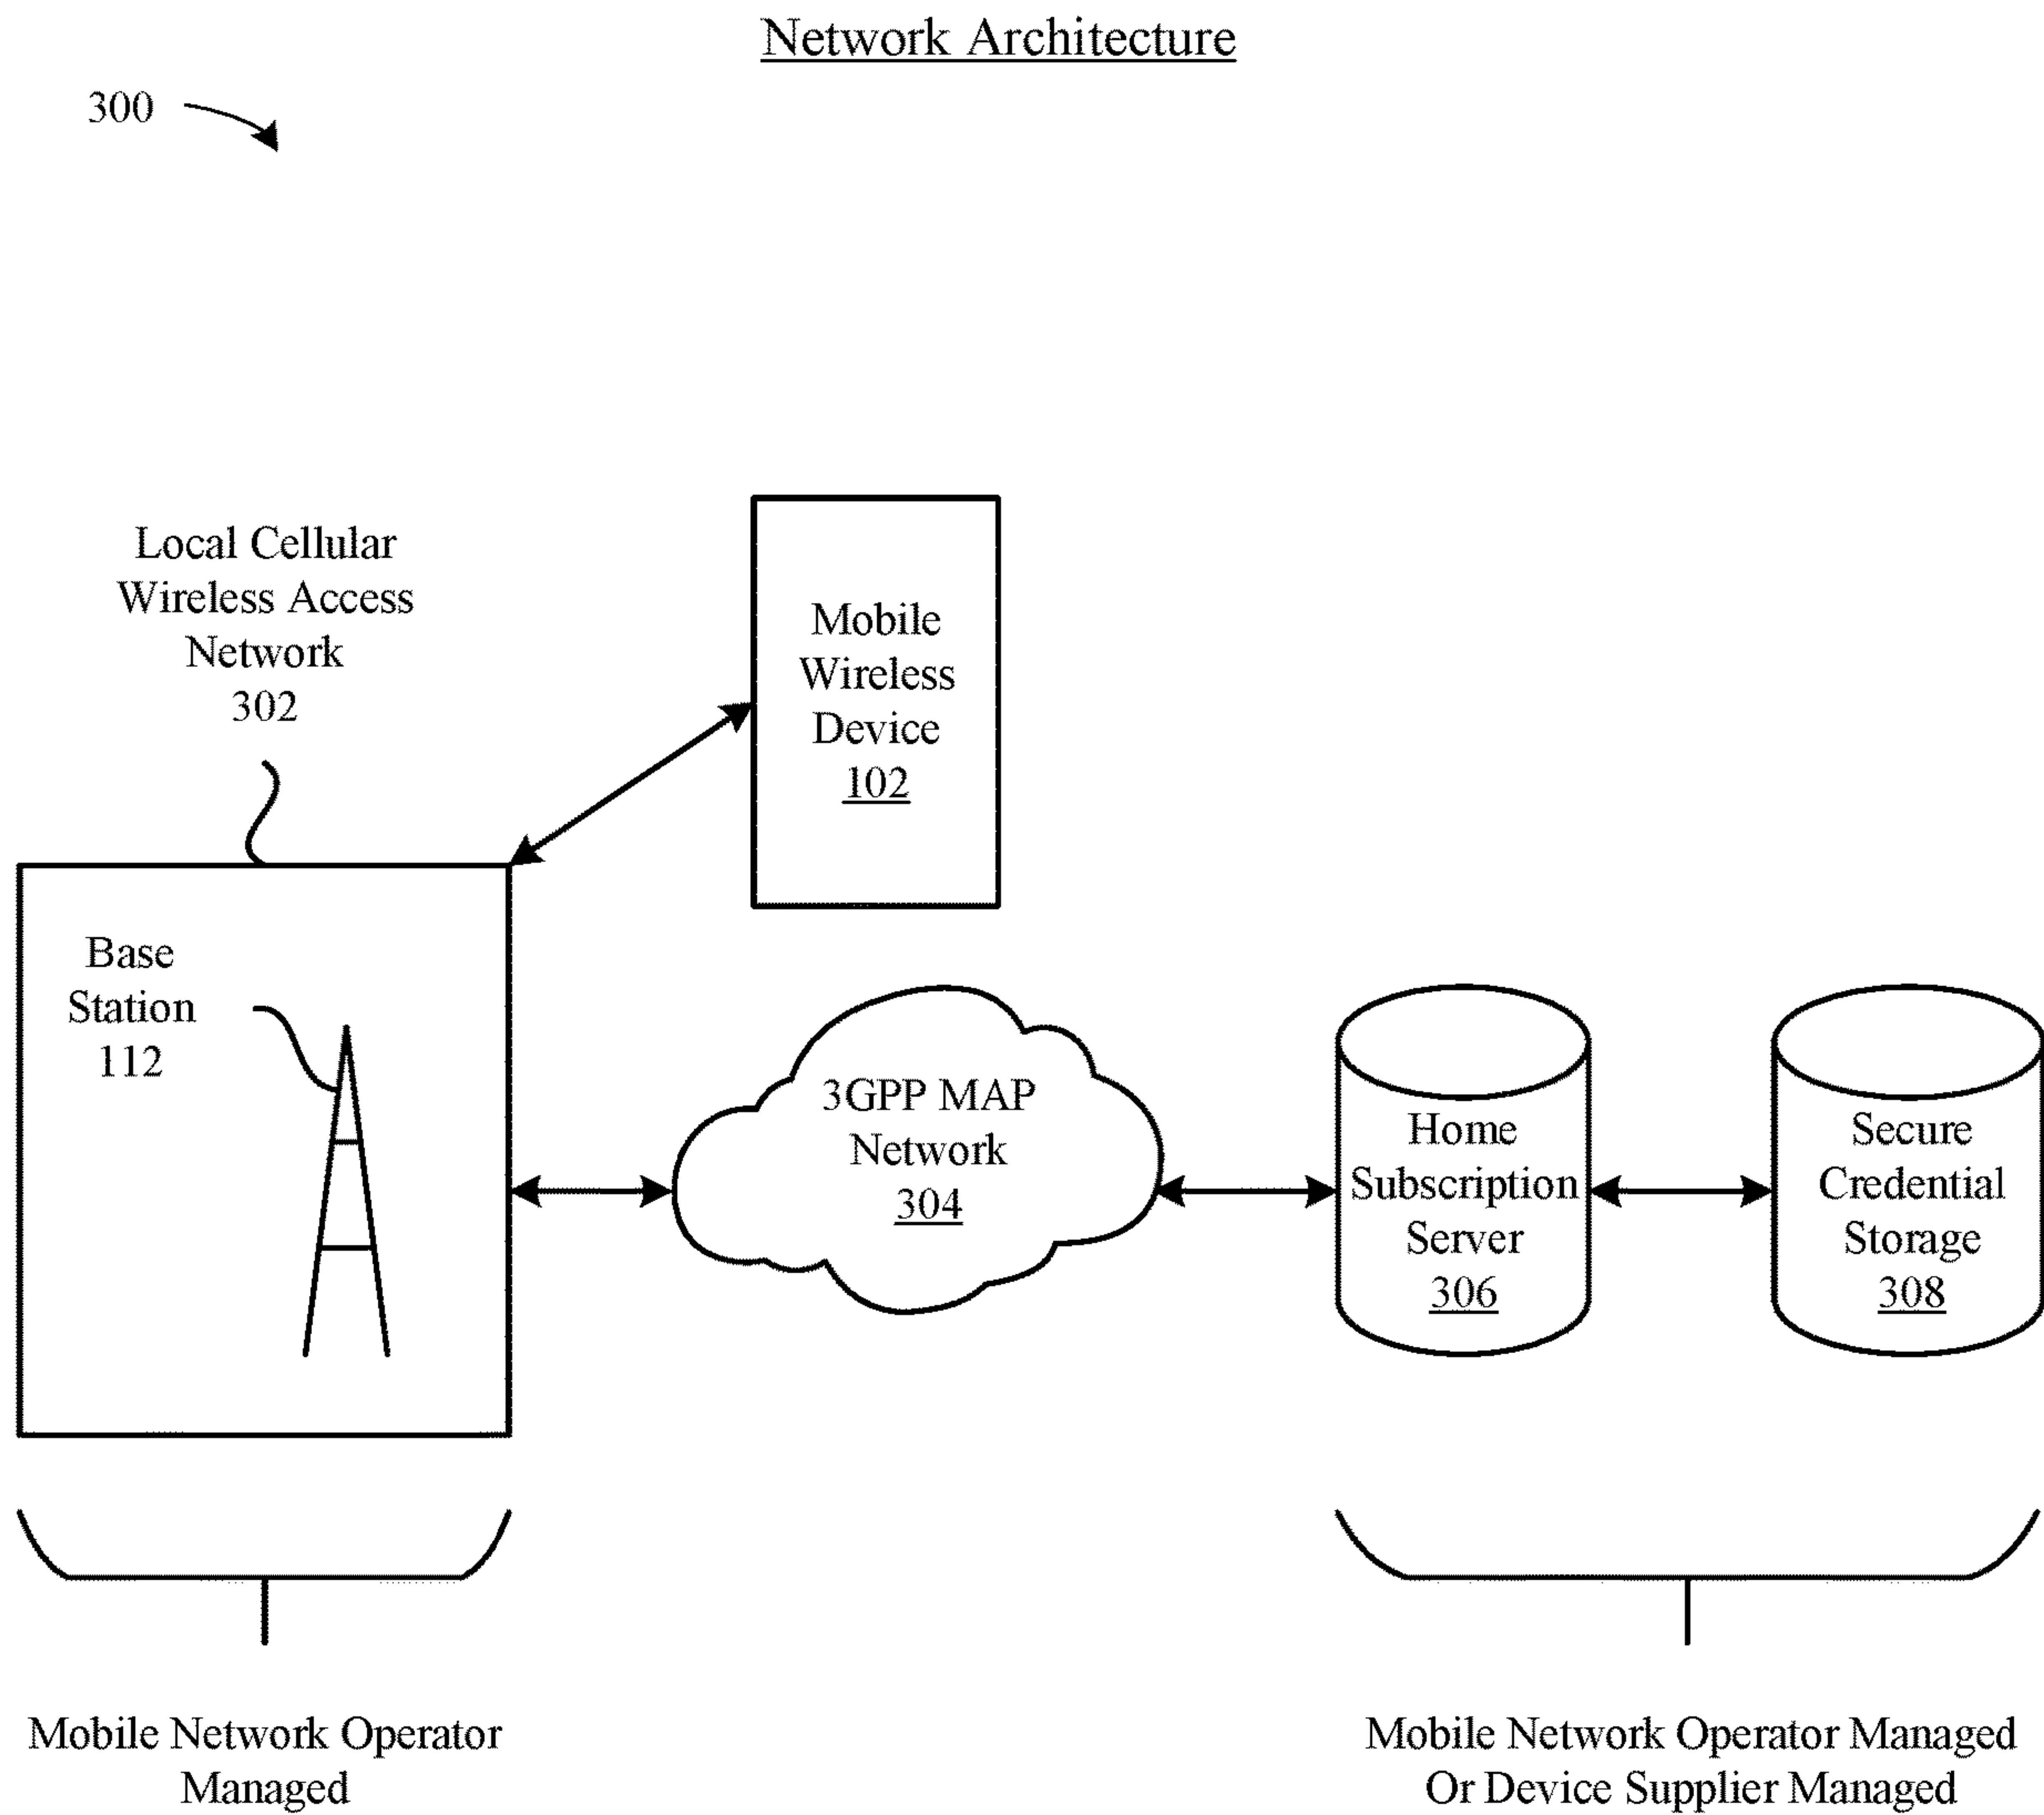 Network Architecture
300
Local Cellular
Wireless Access
Network
302
Mobile
Wireless
Device
102
Base
Station
112
3GPP MAP
Network
304
Home
Subscription
Server
306
Secure
Credential
Storage
308
Mobile Network Operator
Managed
Mobile Network Operator Managed
Or Device Supplier Managed